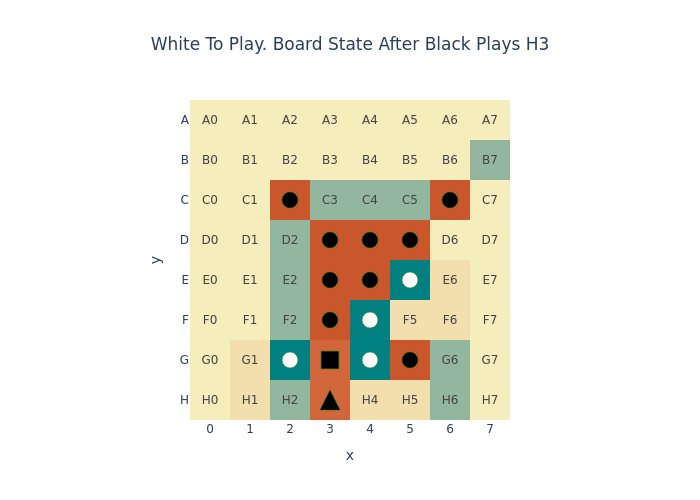 White To Play. Board State After Black Plays H3
A A0 A1 A2 A3 A4 A5 A6 A7
B B0 B1 B2 B3 B4 B5 B6 B7
C C0 C1 C3 C4 C5 C7
D D0 D1 D2 D6 D7
E E0 E1 E2 E6 E7
F F0 F1 F2 F5 F6 F7
G G0 G1 G6 G7
H H0 H1 H2 H4 H5 H6 H7
0 1 2 3 4 5 6 7
x
y